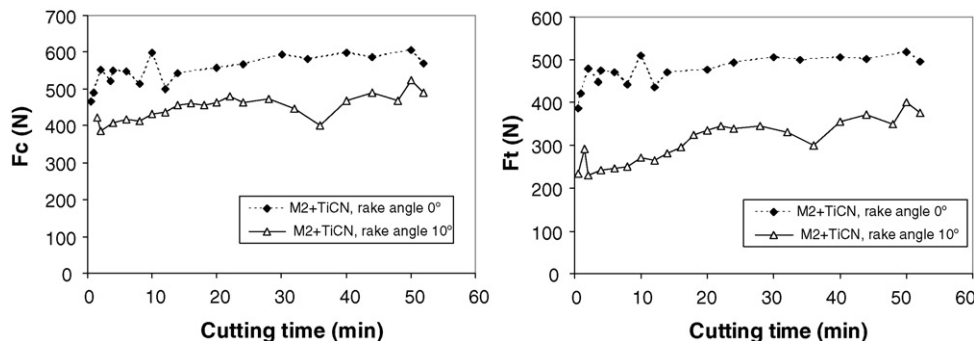 700
600
500
400
300
200
100
0
Fc (N)
M2+TiCN, rake angle 0°
M2+TiCN, rake angle 10°
0 10 20 30 40 50 60
Cutting time (min)
600
500
400
300
200
100
0
Ft (N)
M2+TiCN, rake angle 0°
M2+TiCN, rake angle 10°
0 10 20 30 40 50 60
Cutting time (min)